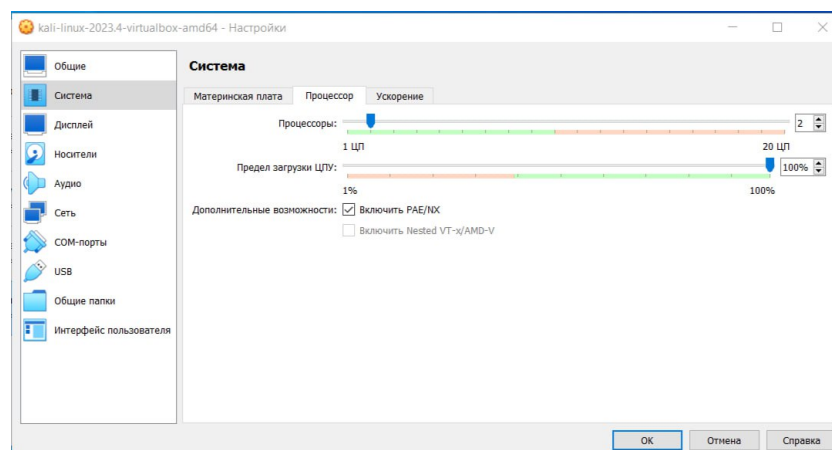 kali-linux-2023.4-virtualbox-amd64 - Настройки
Общие
Система
Дисплей
Носители
Аудио
Сеть
COM-порты
USB
Общие папки
Интерфейс пользователя
Система
Материнская плата Процессор Ускорение
Процессоры: 2
1 ЦП 20 ЦП
Предел загрузки ЦПУ: 100%
1% 100%
Дополнительные возможности: Включить PAE/NX
Включить Nested VT-x/AMD-V
ОК Отмена Справка